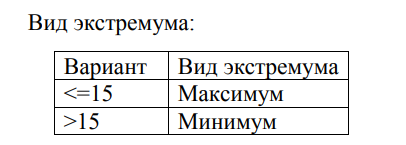 Вид экстремума:
Вариант Вид экстремума
<=15 Максимум
>15 Минимум